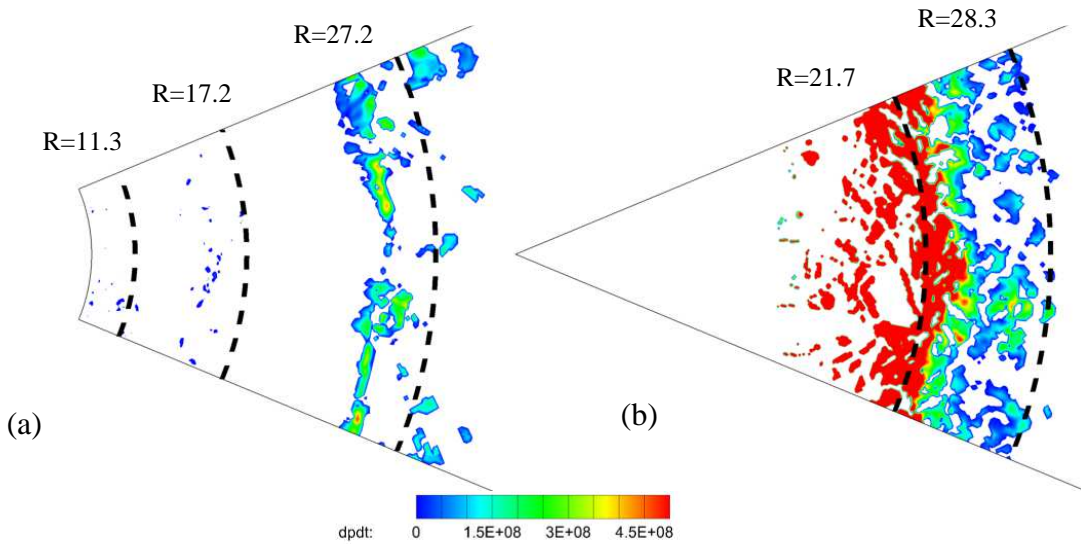 R=28.3
R=27.2
R=21.7
R=17.2
R=11.3
(a)
(b)
dpdt: 0 1.5E+08 3E+08 4.5E+08